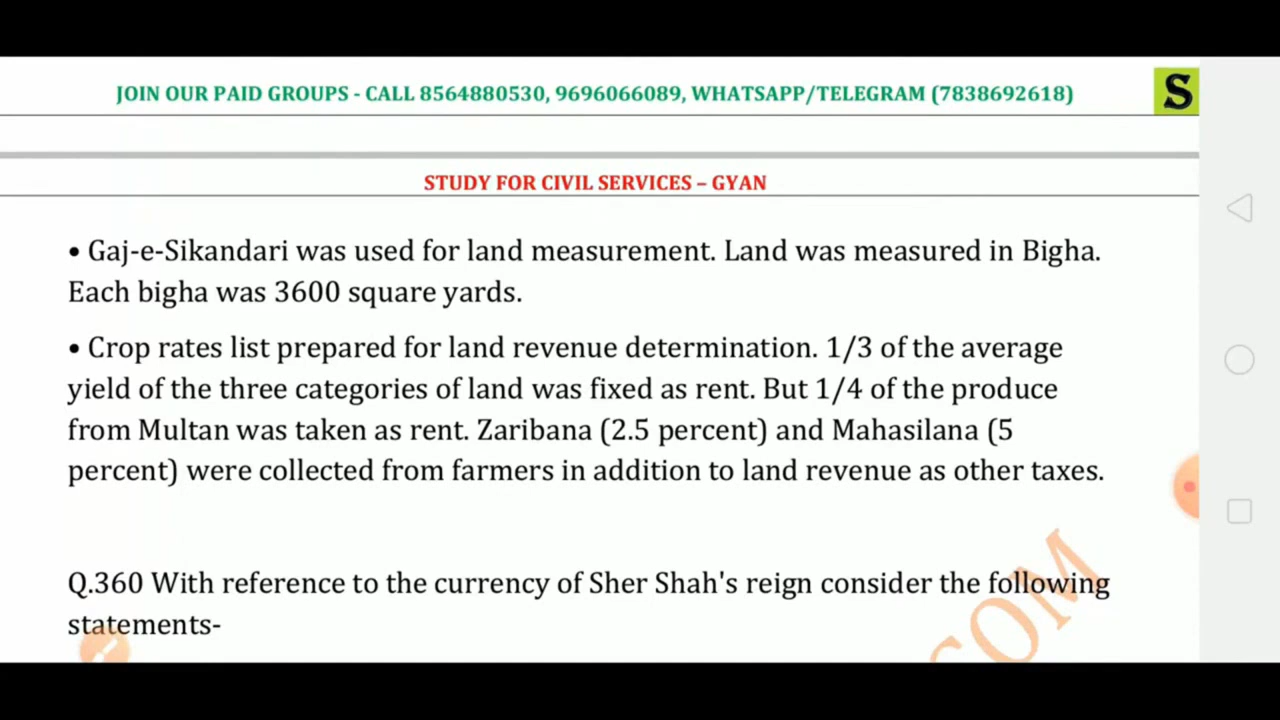 JOIN OUR PAID GROUPS - CALL 8564880530, 9696066089, WHATSAPP/TELEGRAM (7838692618)
S
STUDY FOR CIVIL SERVICES – GYAN
• Gaj-e-Sikandari was used for land measurement. Land was measured in Bigha.
Each bigha was 3600 square yards.
• Crop rates list prepared for land revenue determination. 1/3 of the average
yield of the three categories of land was fixed as rent. But 1/4 of the produce
from Multan was taken as rent. Zaribana (2.5 percent) and Mahasilana (5
percent) were collected from farmers in addition to land revenue as other taxes.
Q.360 With reference to the currency of Sher Shah's reign consider the following
statements-
COM